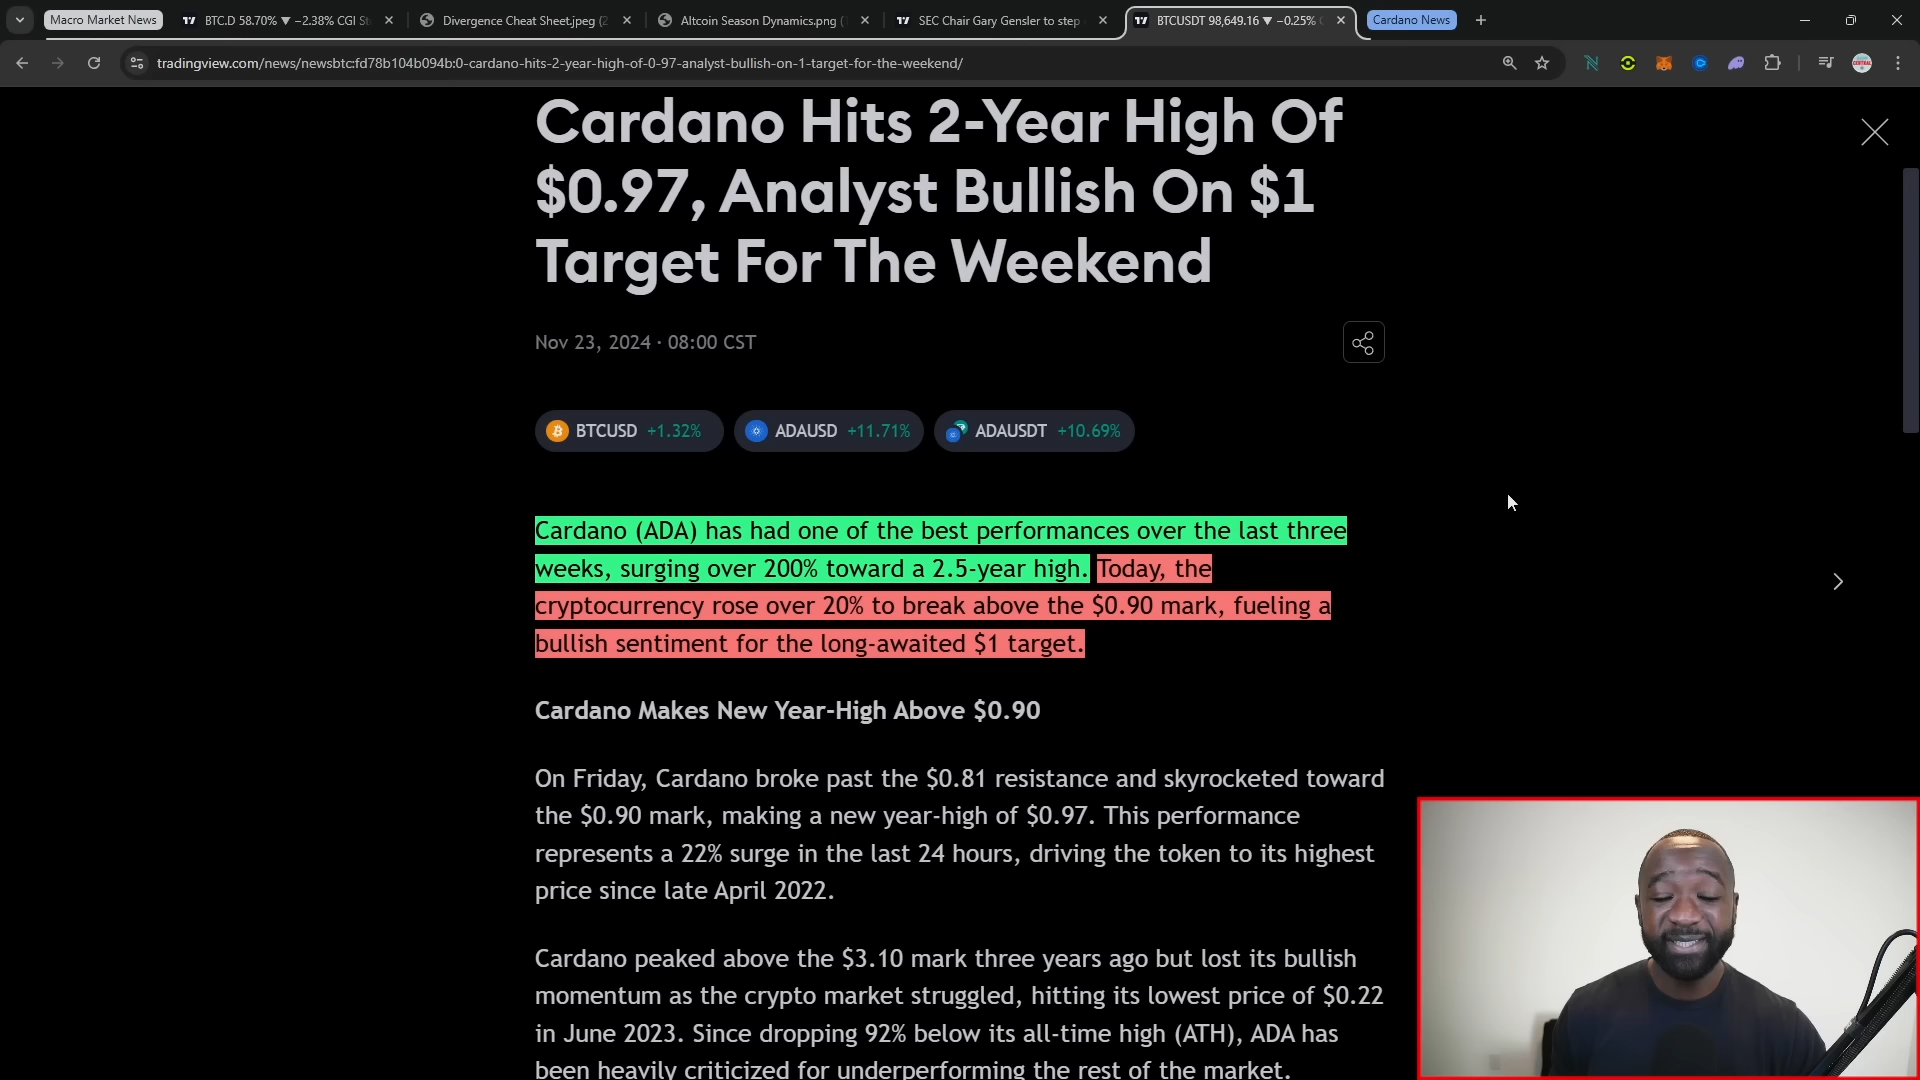 Macro Market News
BTC.D 58.70% ▼ −2.38% CGI St
Divergence Cheat Sheet.jpeg (2
Altcoin Season Dynamics.png (
SEC Chair Gary Gensler to step
BTCUSDT 98,649.16 ▼ −0.25%
Cardano News
tradingview.com/news/newsbtc:fd78b104b094b:0-cardano-hits-2-year-high-of-0-97-analyst-bullish-on-1-target-for-the-weekend/
Cardano Hits 2-Year High Of
$0.97, Analyst Bullish On $1
Target For The Weekend
Nov 23, 2024 · 08:00 CST
BTCUSD +1.32% ADAUSD +11.71% ADAUSDT +10.69%
Cardano (ADA) has had one of the best performances over the last three
weeks, surging over 200% toward a 2.5-year high. Today, the
cryptocurrency rose over 20% to break above the $0.90 mark, fueling a
bullish sentiment for the long-awaited $1 target.
Cardano Makes New Year-High Above $0.90
On Friday, Cardano broke past the $0.81 resistance and skyrocketed toward
the $0.90 mark, making a new year-high of $0.97. This performance
represents a 22% surge in the last 24 hours, driving the token to its highest
price since late April 2022.
Cardano peaked above the $3.10 mark three years ago but lost its bullish
momentum as the crypto market struggled, hitting its lowest price of $0.22
in June 2023. Since dropping 92% below its all-time high (ATH), ADA has
been heavily criticized for underperforming the rest of the market.